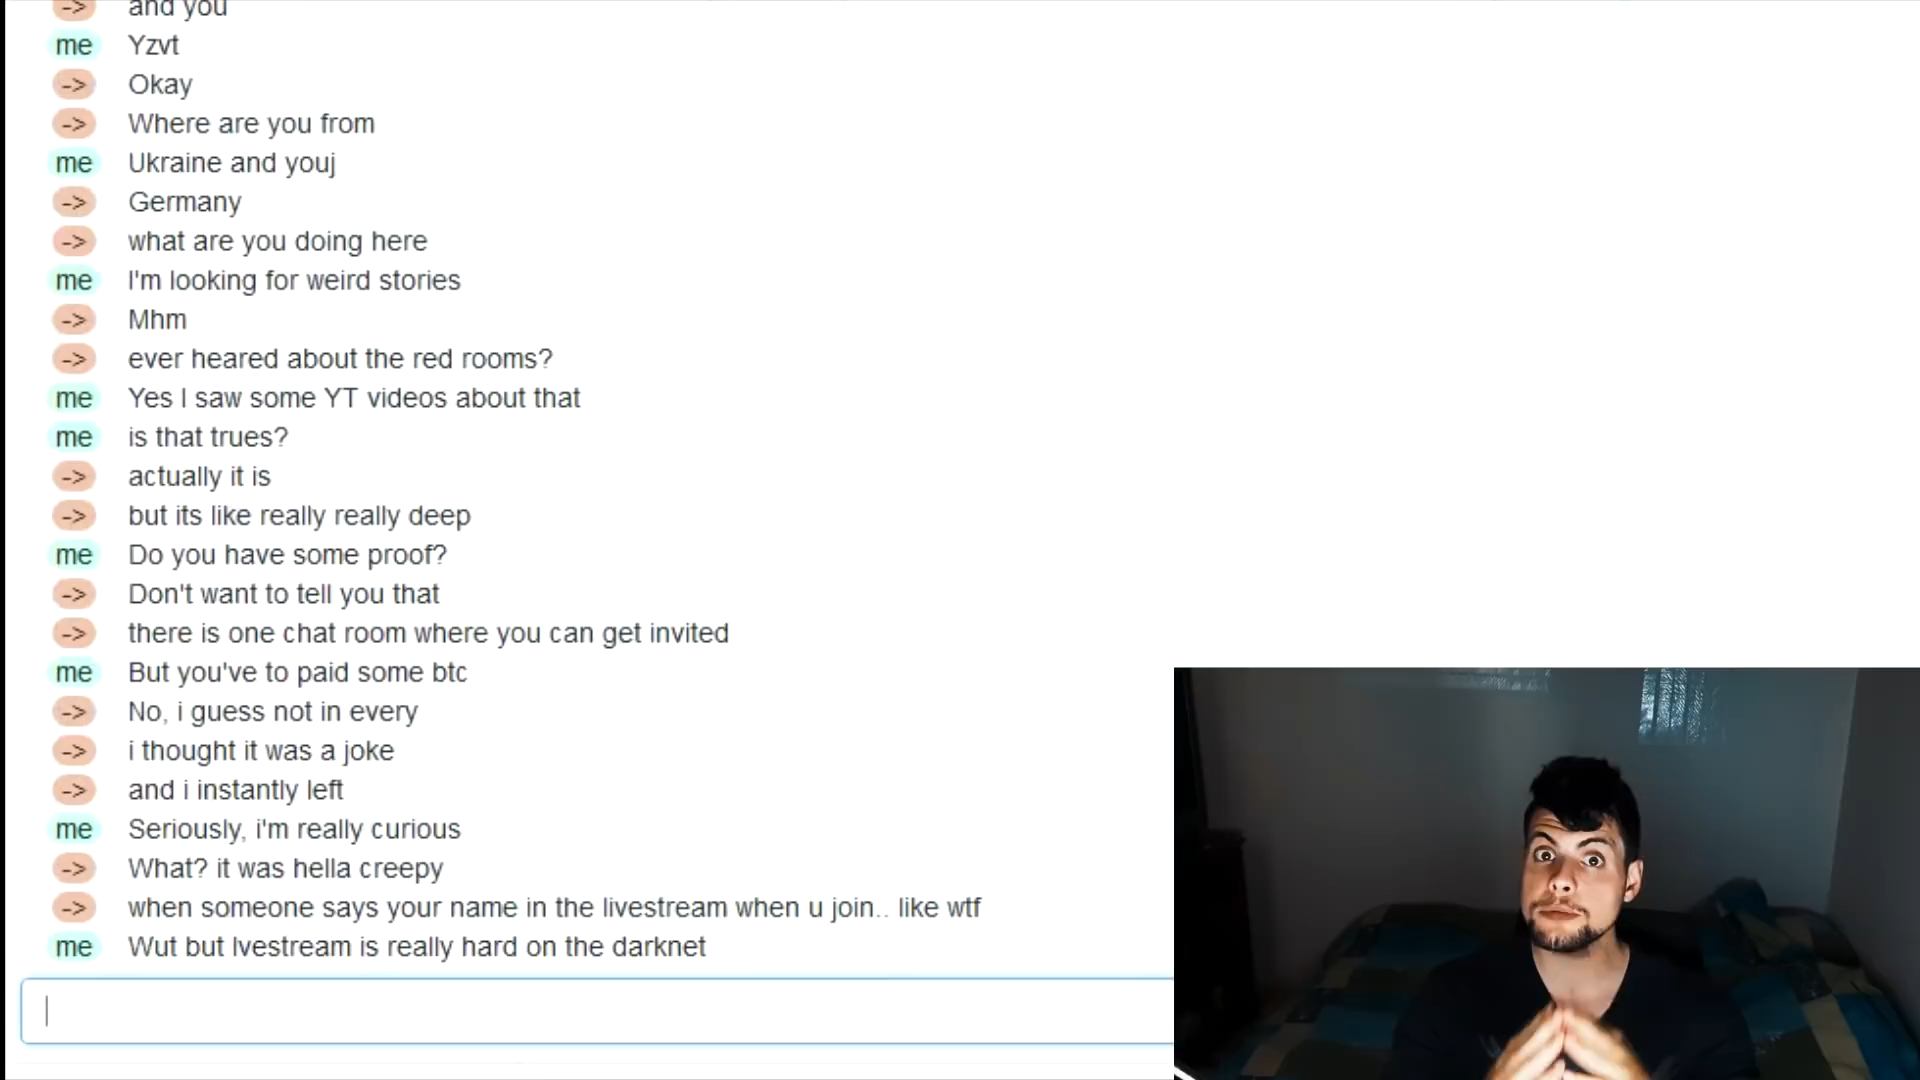 -> and you
me Yzvt
-> Okay
-> Where are you from
me Ukraine and youj
-> Germany
-> what are you doing here
me I'm looking for weird stories
-> Mhm
-> ever heared about the red rooms?
me Yes I saw some YT videos about that
me is that trues?
-> actually it is
-> but its like really really deep
me Do you have some proof?
-> Don't want to tell you that
-> there is one chat room where you can get invited
me But you've to paid some btc
-> No, i guess not in every
-> i thought it was a joke
-> and i instantly left
me Seriously, i'm really curious
-> What? it was hella creepy
-> when someone says your name in the livestream when u join.. like wtf
me Wut but lvestream is really hard on the darknet